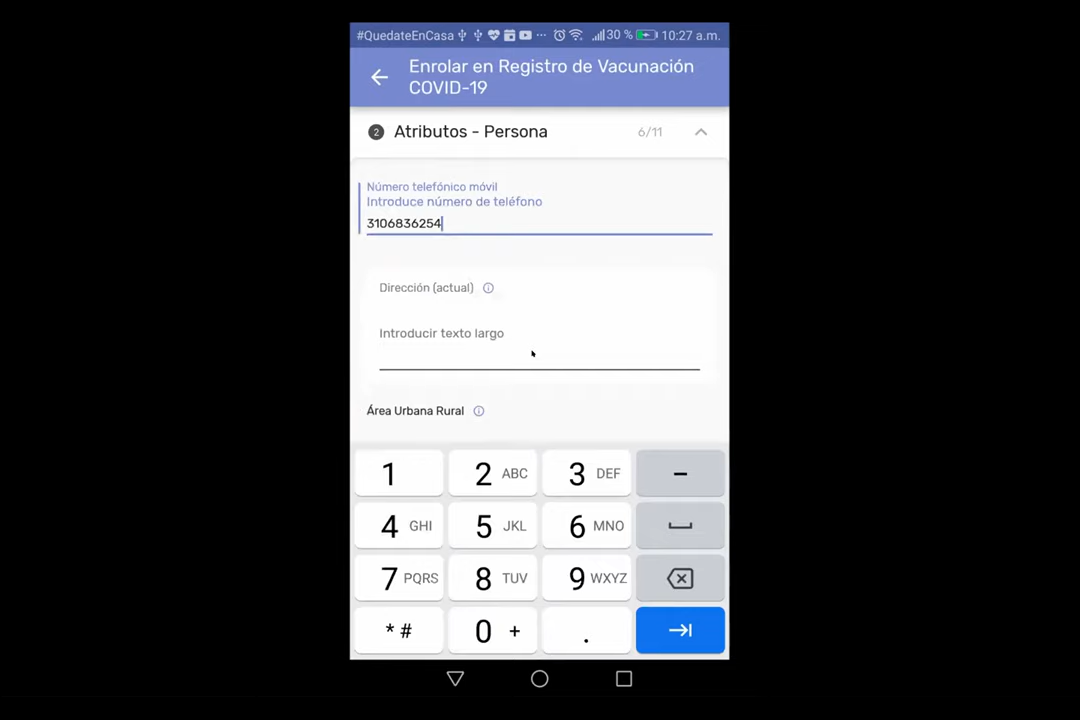 #QuedateEnCasa ... 30 % 10:27 a.m.
Enrolar en Registro de Vacunación
COVID-19
2 Atributos - Persona 6/11
Número telefónico móvil
Introduce número de teléfono
3106836254
Dirección (actual)
Introducir texto largo
Área Urbana Rural
1 2 ABC 3 DEF -
4 GHI 5 JKL 6 MNO
7 PQRS 8 TUV 9 WXYZ
* # 0 + .